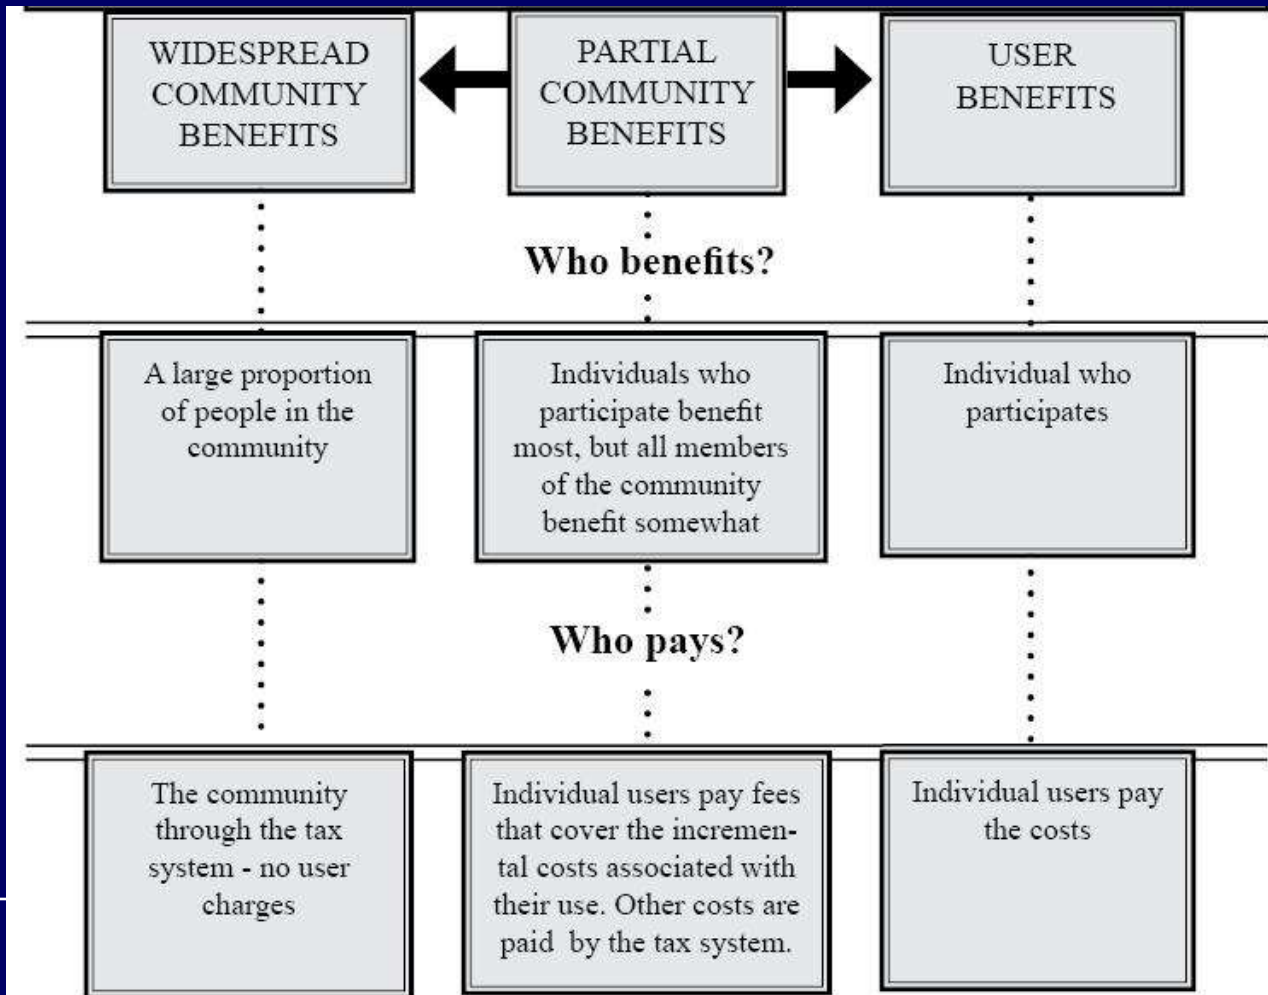 WIDESPREAD
COMMUNITY
BENEFITS
PARTIAL
COMMUNITY
BENEFITS
USER
BENEFITS
Who benefits?
A large proportion
of people in the
community
Individuals who
participate benefit
most, but all members
of the community
benefit somewhat
Individual who
participates
Who pays?
The community
through the tax
system - no user
charges
Individual users pay fees
that cover the incremen-
tal costs associated with
their use. Other costs are
paid by the tax system.
Individual users pay
the costs